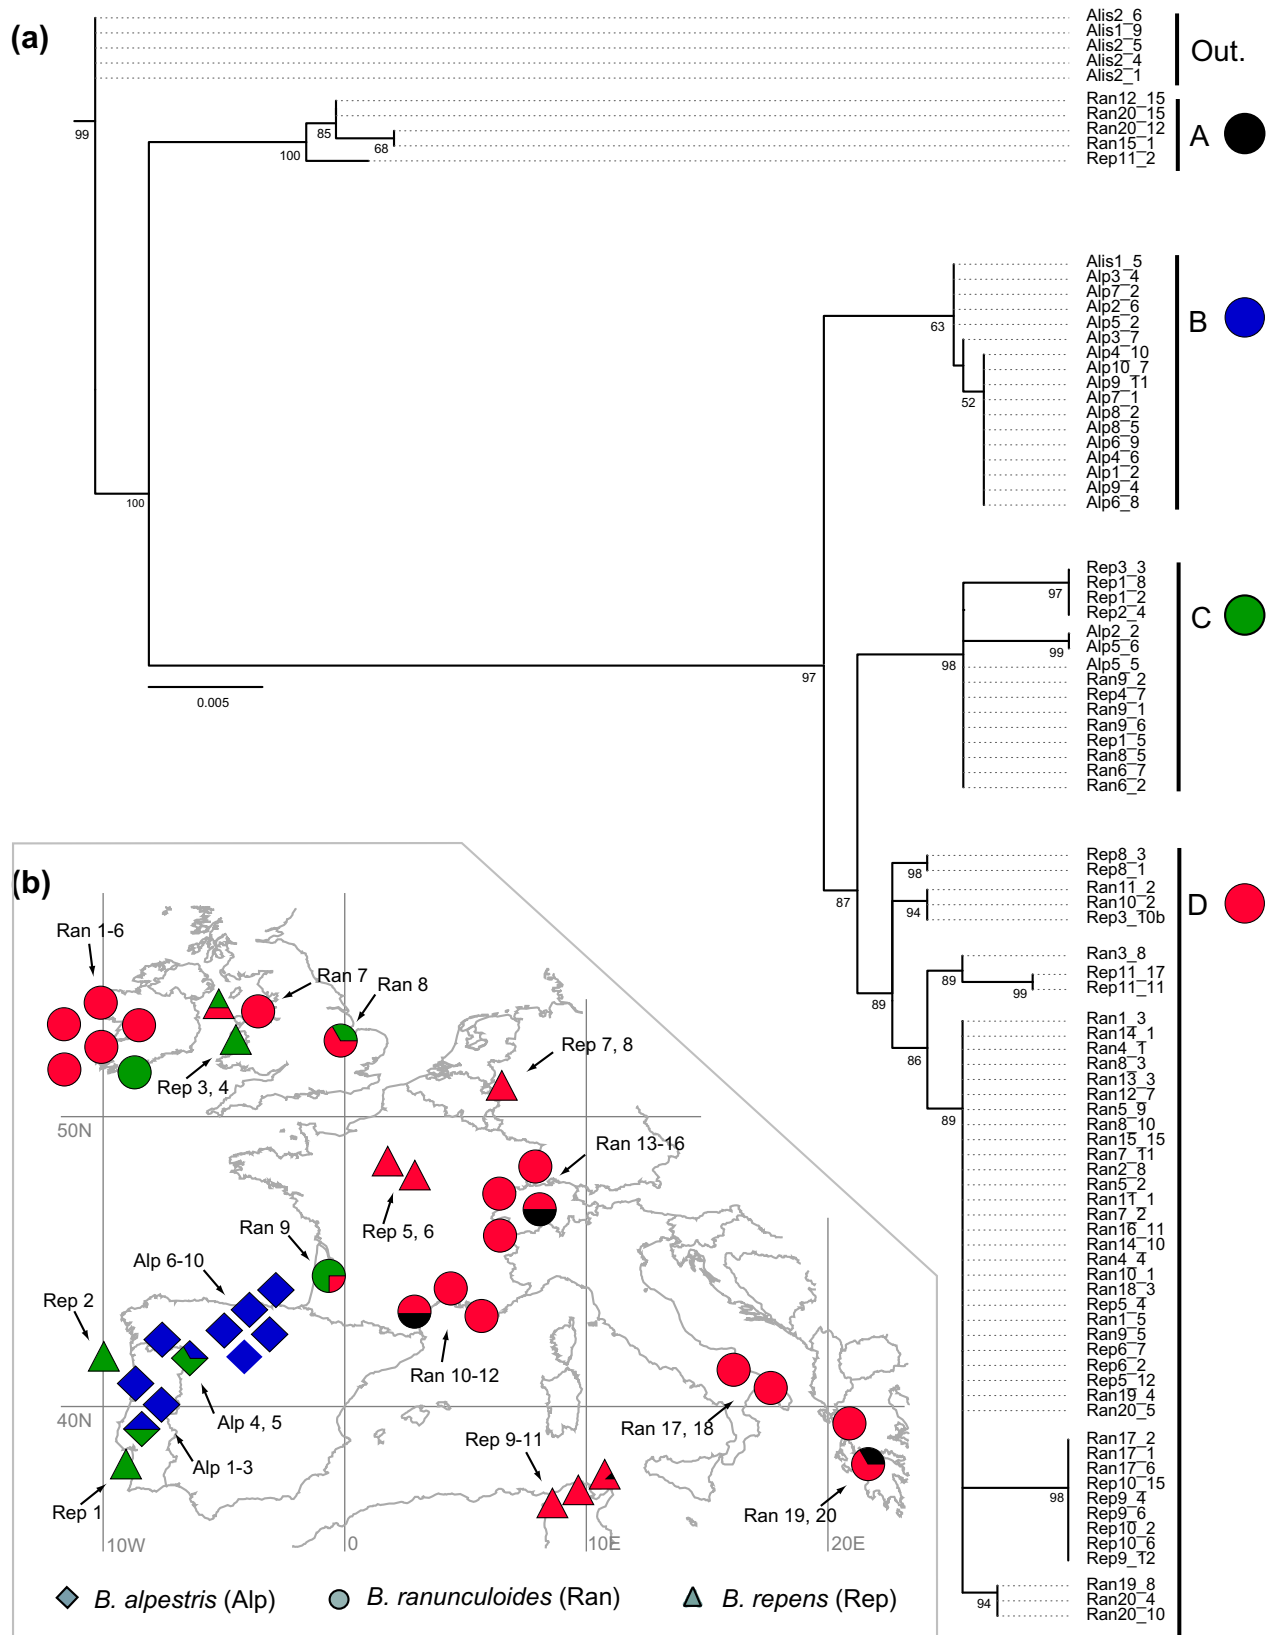 (a)
Alis2_6
Alis1_9
Alis2_5
Alis2_4
Alis2_1
Out.
99
Ran12_15
Ran20_15
Ran20_12
Ran15_1
Rep11_2
A
85
68
100
Alis1_5
Alp3_4
Alp7_2
Alp2_6
Alp5_2
Alp3_7
Alp4_10
Alp10_7
Alp9_11
Alp7_1
Alp8_2
Alp8_5
Alp6_9
Alp4_6
Alp1_2
Alp9_4
Alp6_8
B
63
52
100
Rep3_3
Rep1_8
Rep1_2
Rep2_4
Alp2_2
Alp5_6
Alp5_5
Ran9_2
Rep4_7
Ran9_1
Ran9_6
Rep1_5
Ran8_5
Ran6_7
Ran6_2
C
97
99
98
97
0.005
Rep8_3
Rep8_1
Ran11_2
Ran10_2
Rep3_10b
Ran3_8
Rep11_17
Rep11_11
Ran1_3
Ran14_1
Ran4_1
Ran8_3
Ran13_3
Ran12_7
Ran5_9
Ran8_10
Ran15_15
Ran7_11
Ran2_8
Ran5_2
Ran11_1
Ran7_2
Ran16_11
Ran14_10
Ran4_4
Ran10_1
Ran18_3
Rep5_4
Ran1_5
Ran9_5
Rep6_7
Rep6_2
Rep5_12
Ran19_4
Ran20_5
Ran17_2
Ran17_1
Ran17_6
Rep10_15
Rep9_4
Rep9_6
Rep10_2
Rep10_6
Rep9_12
Ran19_8
Ran20_4
Ran20_10
D
98
87
94
89
99
89
86
89
98
94
(b)
Ran 1-6
Ran 7
Ran 8
Rep 7, 8
Rep 3, 4
50N
Ran 13-16
Rep 5, 6
Ran 9
Alp 6-10
Rep 2
Ran 10-12
Alp 4, 5
40N
Ran 17, 18
Rep 9-11
Alp 1-3
Rep 1
Ran 19, 20
10W
0
10E
20E
B. alpestris (Alp)
B. ranunculoides (Ran)
B. repens (Rep)